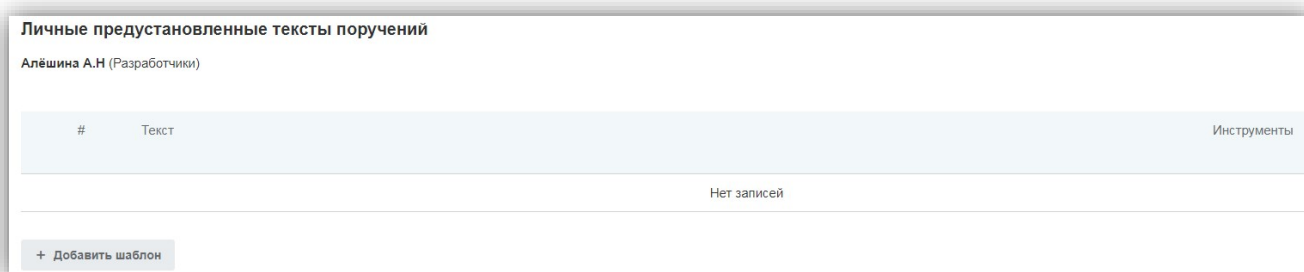 Личные предустановленные тексты поручений
Алёшина А.Н (Разработчики)
# Текст Инструменты
Нет записей
+ Добавить шаблон